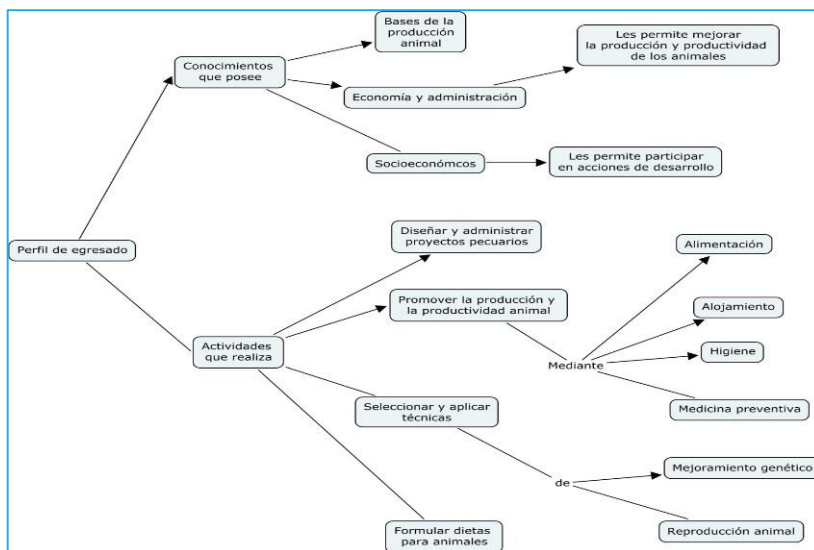 Bases de la
producción
animal
Les permite mejorar
la producción y productividad
de los animales
Conocimientos
que posee
Economía y administración
Socioeconómcos
Les permite participar
en acciones de desarrollo
Perfil de egresado
Diseñar y administrar
proyectos pecuarios
Alimentación
Promover la producción y
la productividad animal
Alojamiento
Actividades
que realiza
Higiene
Mediante
Seleccionar y aplicar
técnicas
Medicina preventiva
Mejoramiento genético
de
Formular dietas
para animales
Reproducción animal